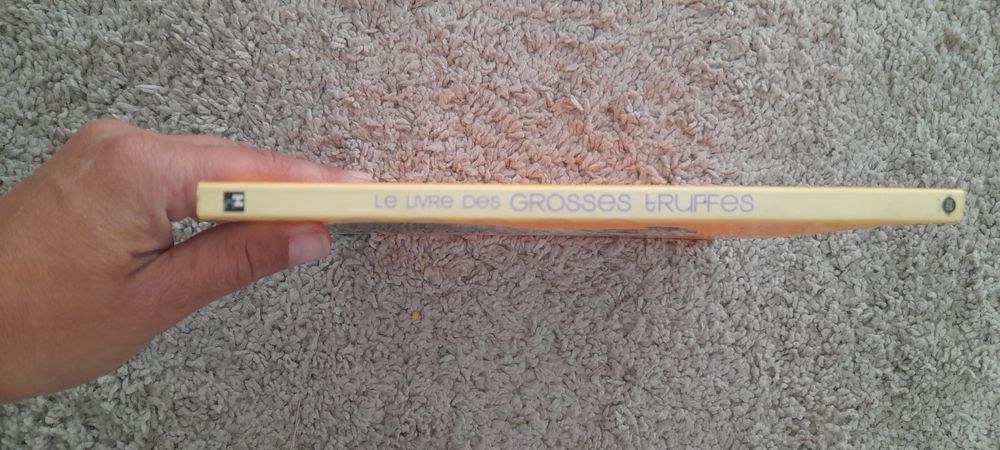 LE LIVRE DES GROSSES tRUFFES